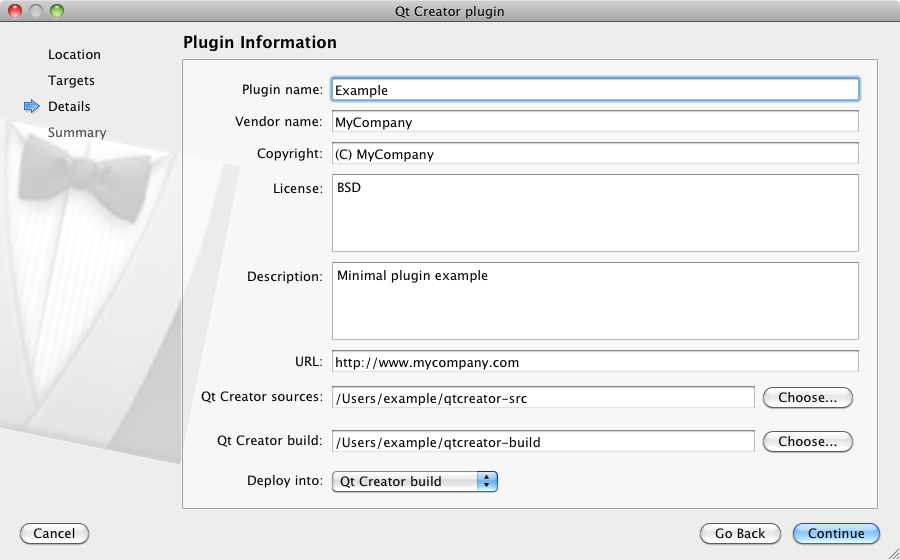 Qt Creator plugin
Location
Targets
Details
Summary
Plugin Information
Plugin name: Example
Vendor name: MyCompany
Copyright: (C) MyCompany
License: BSD
Description: Minimal plugin example
URL: http://www.mycompany.com
Qt Creator sources: /Users/example/qtcreator-src Choose...
Qt Creator build: /Users/example/qtcreator-build Choose...
Deploy into: Qt Creator build
Cancel Go Back Continue